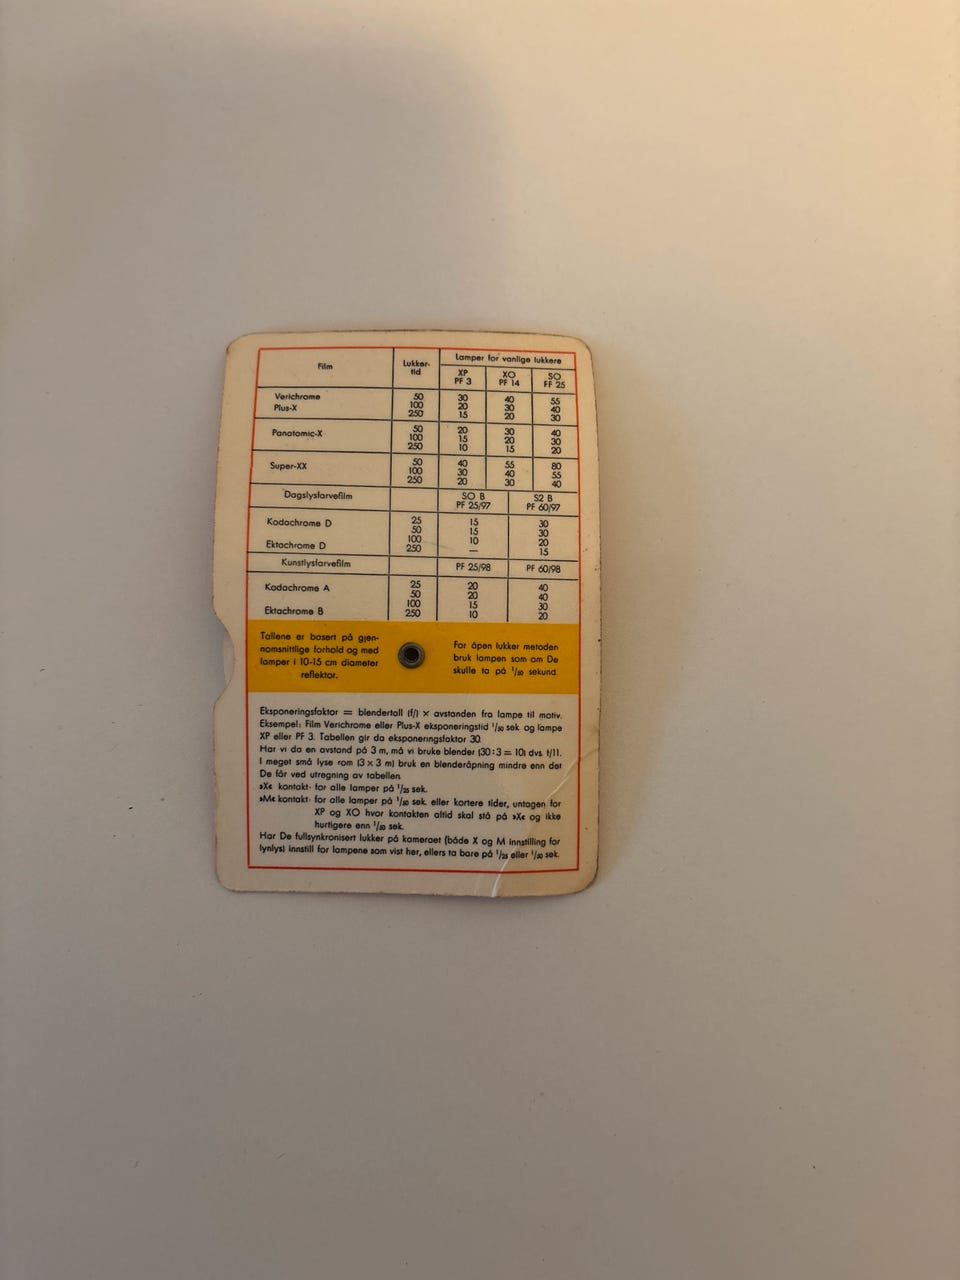 Film Lukker- Lamper for vanlige lukkere
tid XP XO SO
PF 3 PF 14 FF 25
Verichrome 50 30 40 55
Plus-X 100 20 30 40
250 15 20 30
50 20 30 40
Panatomic-X 100 15 20 30
250 10 15 20
Super-XX 50 40 55 80
100 30 40 55
250 20 30 40
Dagslysfarvefilm SO B S2 B
PF 25/97 PF 60/97
Kodachrome D 25 15 30
50 15 30
100 10 20
Ektachrome D 250 — 15
Kunstlysfarvefilm PF 25/98 PF 60/98
Kodachrome A 25 20 40
50 20 40
100 15 30
Ektachrome B 250 10 20
Tallene er basert på gjen-
nomsnittlige forhold og med
lamper i 10-15 cm diameter
reflektor.
For åpen lukker metoden
bruk lampen som om De
skulle ta på 1/50 sekund.
Eksponeringsfaktor = blendertall (f/) × avstanden fra lampe til motiv.
Eksempel: Film Verichrome eller Plus-X eksponeringstid 1/50 sek. og lampe
XP eller PF 3. Tabellen gir da eksponeringsfaktor 30.
Har vi da en avstand på 3 m, må vi bruke blender (30:3 = 10) dvs. f/11.
I meget små lyse rom (3 × 3 m) bruk en blenderåpning mindre enn det
De får ved utregning av tabellen.
»X« kontakt: for alle lamper på 1/25 sek.
»M« kontakt: for alle lamper på 1/50 sek. eller kortere tider, untagen for
XP og XO hvor kontakten altid skal stå på »X« og ikke
hurtigere enn 1/50 sek.
Har De fullsynkronisert lukker på kameraet (både X og M innstilling for
lynlys) innstill for lampene som vist her, ellers ta bare på 1/25 eller 1/50 sek.